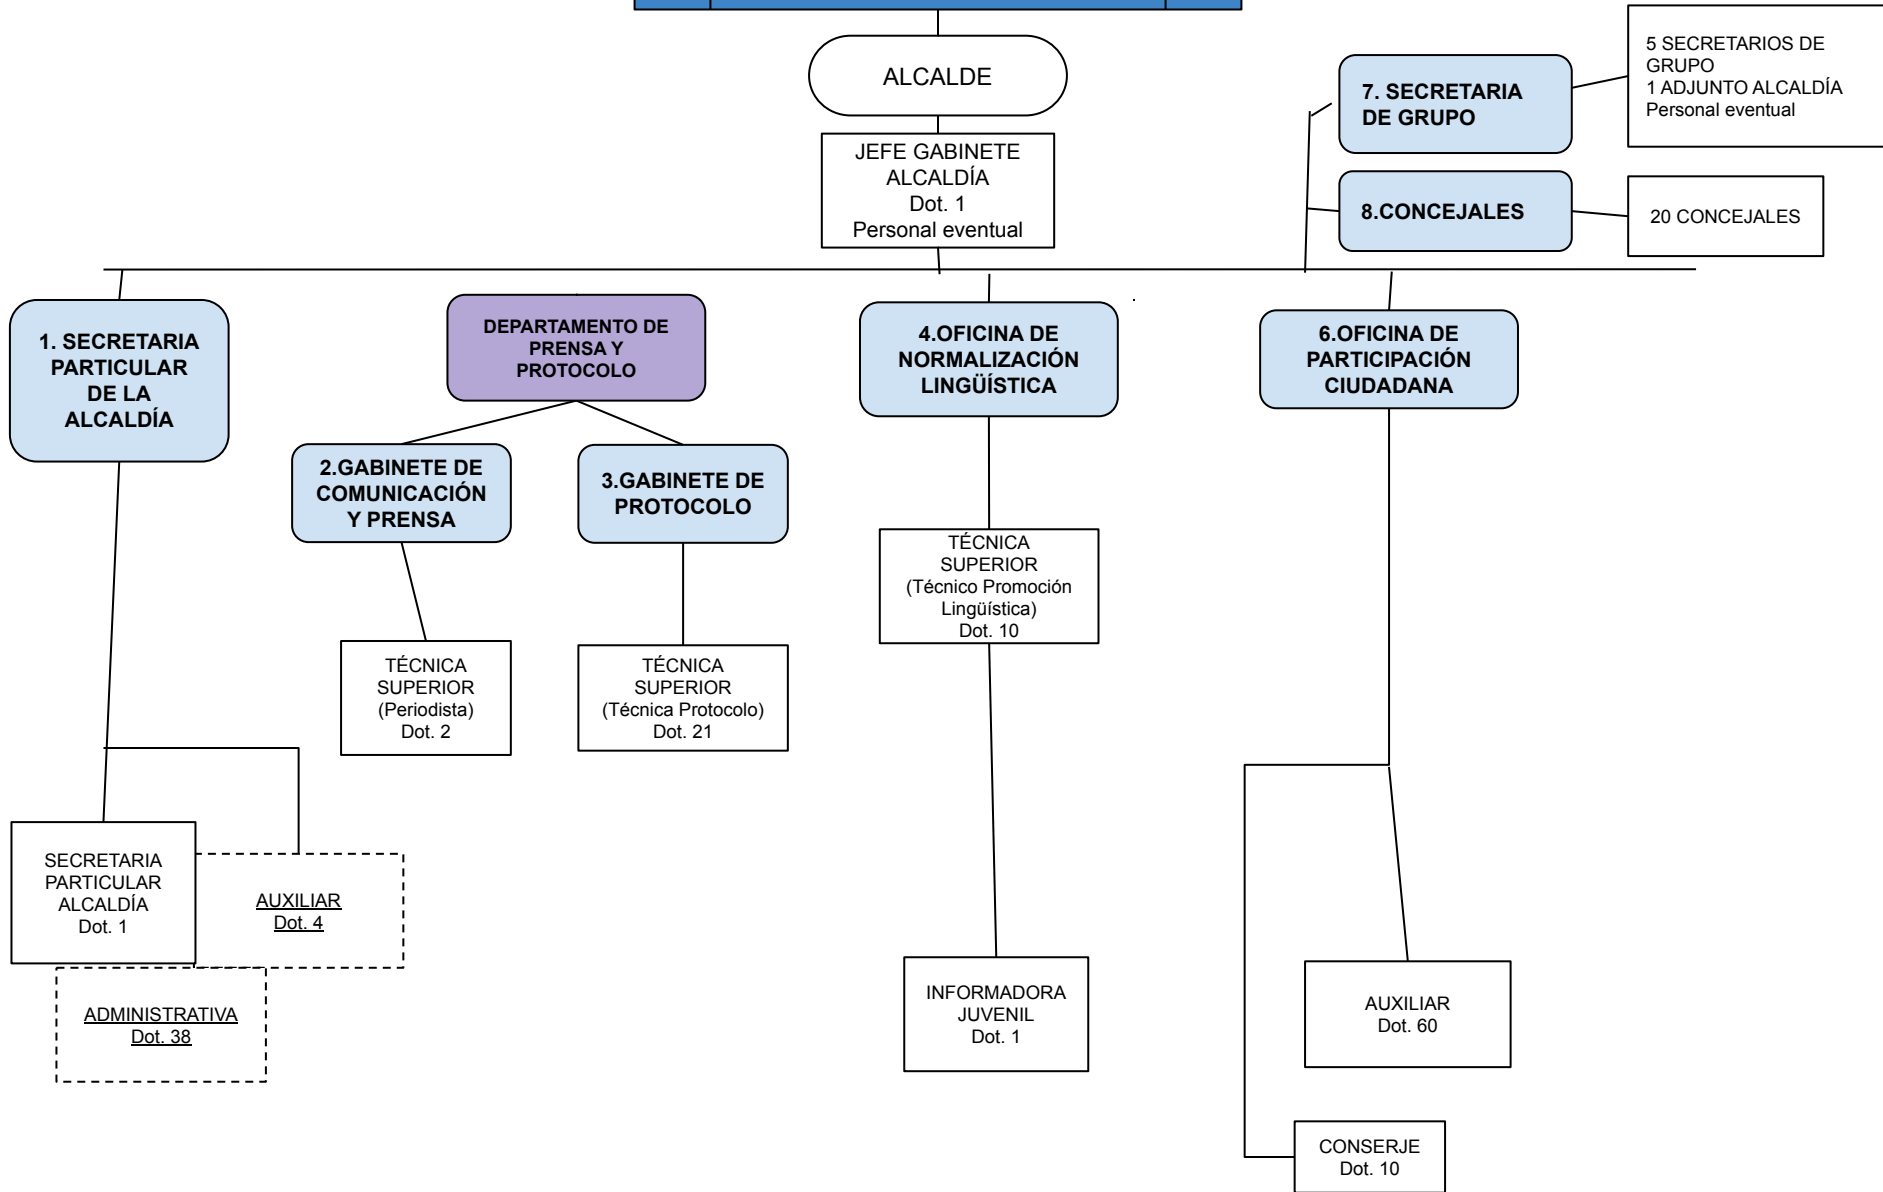 ALCALDE
JEFE GABINETE
ALCALDÍA
Dot. 1
Personal eventual
7. SECRETARIA
DE GRUPO
5 SECRETARIOS DE
GRUPO
1 ADJUNTO ALCALDÍA
Personal eventual
8.CONCEJALES
20 CONCEJALES
1. SECRETARIA
PARTICULAR
DE LA
ALCALDÍA
DEPARTAMENTO DE
PRENSA Y
PROTOCOLO
4.OFICINA DE
NORMALIZACIÓN
LINGÜÍSTICA
6.OFICINA DE
PARTICIPACIÓN
CIUDADANA
2.GABINETE DE
COMUNICACIÓN
Y PRENSA
3.GABINETE DE
PROTOCOLO
TÉCNICA
SUPERIOR
(Técnico Promoción
Lingüística)
Dot. 10
TÉCNICA
SUPERIOR
(Periodista)
Dot. 2
TÉCNICA
SUPERIOR
(Técnica Protocolo)
Dot. 21
SECRETARIA
PARTICULAR
ALCALDÍA
Dot. 1
AUXILIAR
Dot. 4
ADMINISTRATIVA
Dot. 38
INFORMADORA
JUVENIL
Dot. 1
AUXILIAR
Dot. 60
CONSERJE
Dot. 10